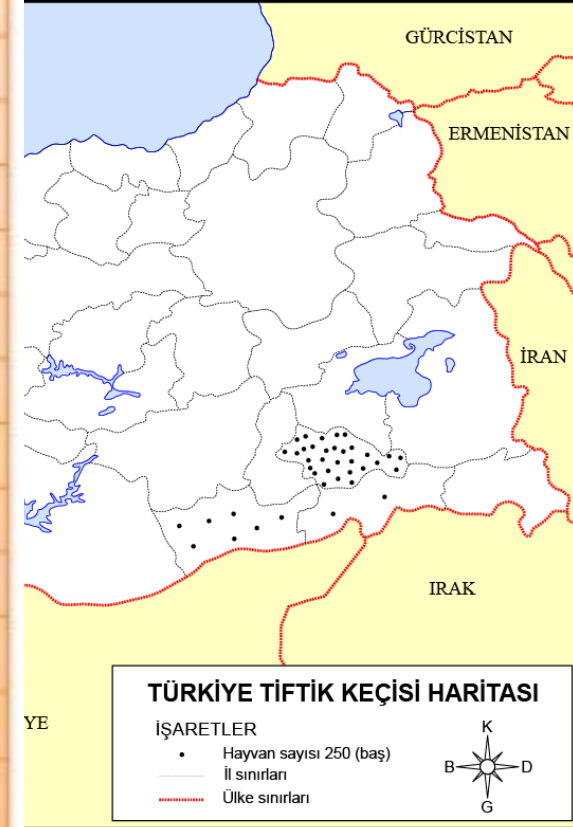 GÜRCİSTAN
ERMENİSTAN
İRAN
IRAK
YE
TÜRKİYE TİFTİK KEÇİSİ HARİTASI
İŞARETLER
Hayvan sayısı 250 (baş)
İl sınırları
Ülke sınırları
K
B D
G